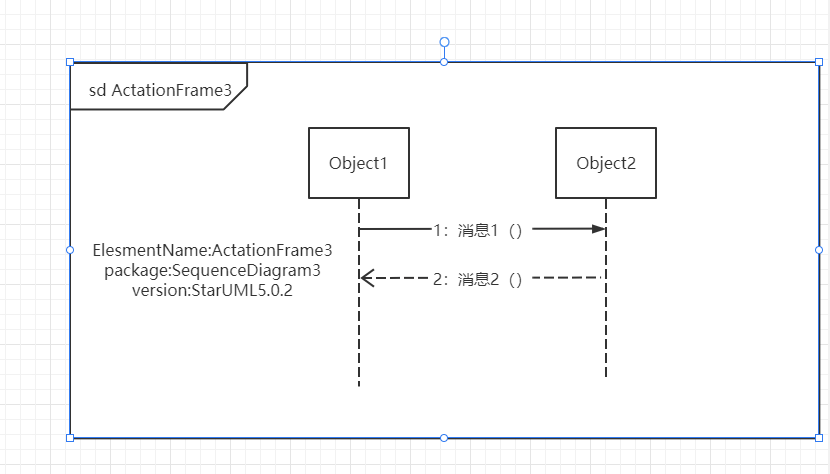 sd ActationFrame3
Object1
Object2
1：消息1（）
ElesmentName:ActationFrame3
package:SequenceDiagram3
version:StarUML5.0.2
2：消息2（）